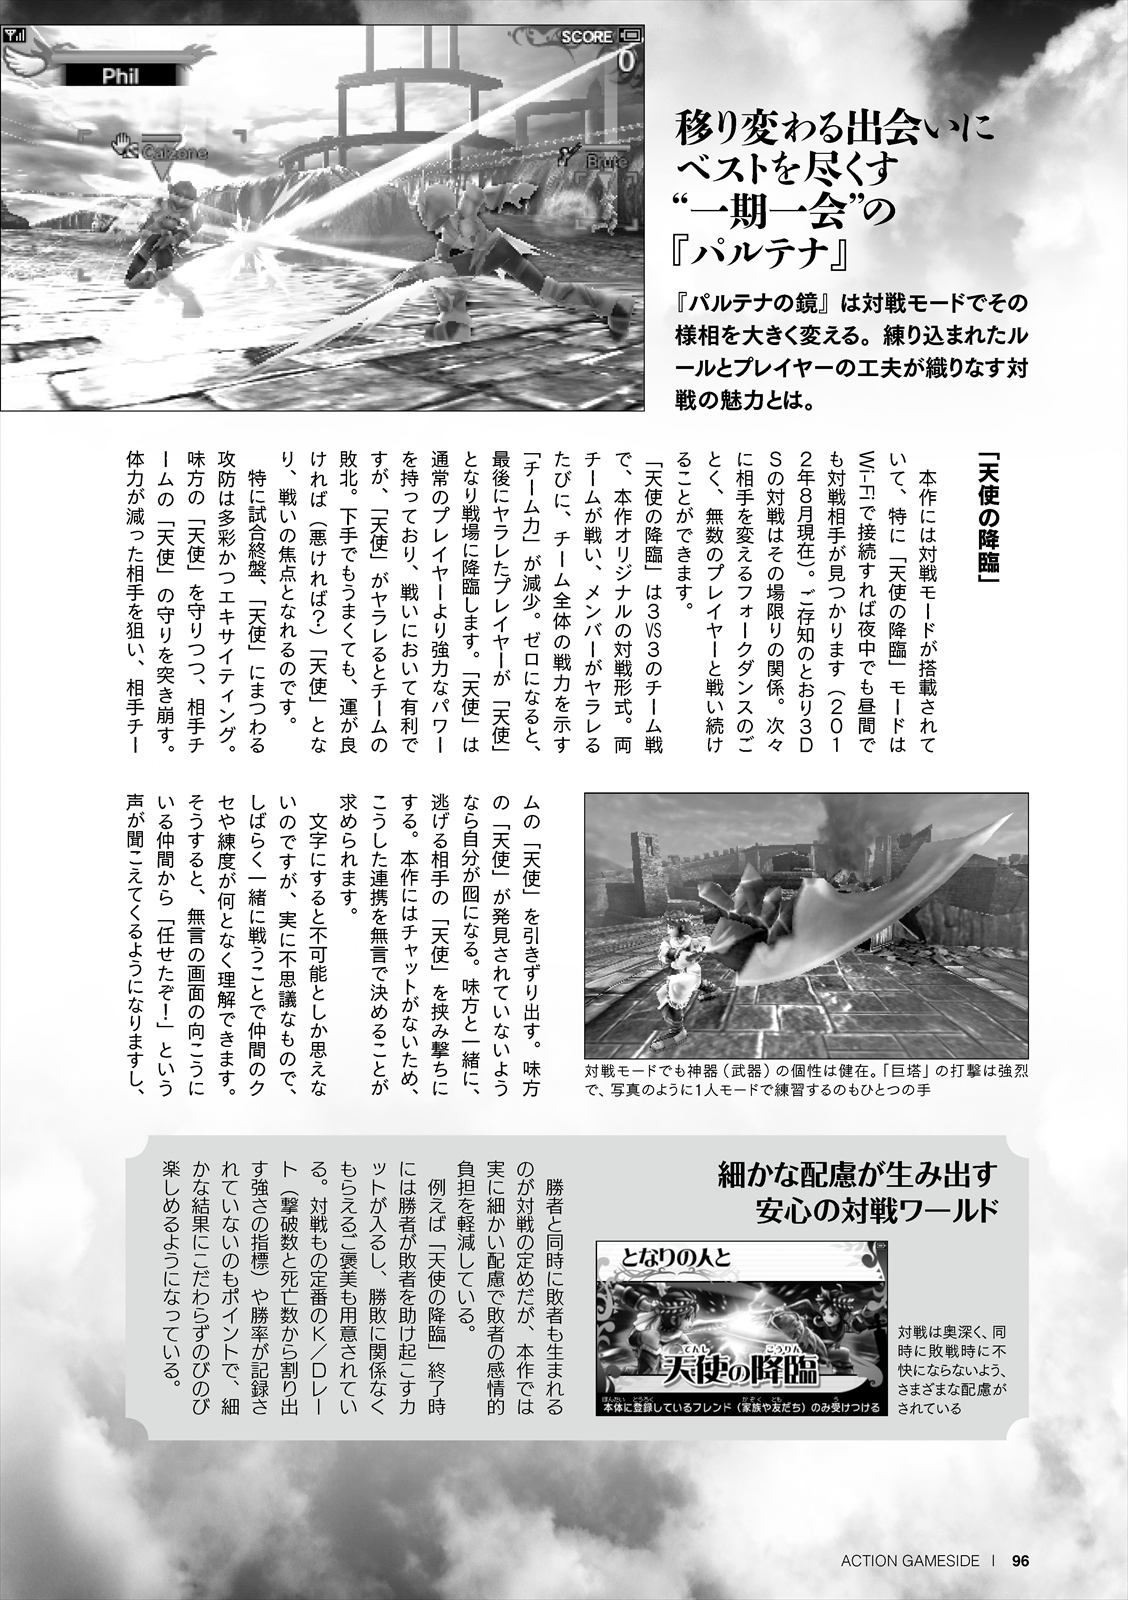 Phil
SCORE
0
Calzone
Brute
移り変わる出会いに
ベストを尽くす
“一期一会”の
『パルテナ』
『パルテナの鏡』は対戦モードでその
様相を大きく変える。練り込まれたル
ールとプレイヤーの工夫が織りなす対
戦の魅力とは。
「天使の降臨」
本作には対戦モードが搭載されて
いて、特に「天使の降臨」モードは
Wi-Fiで接続すれば夜中でも昼間で
も対戦相手が見つかります（201
2年8月現在）。ご存知のとおり3D
Sの対戦はその場限りの関係。次々
に相手を変えるフォークダンスのご
とく、無数のプレイヤーと戦い続け
ることができます。
「天使の降臨」は3VS3のチーム戦
で、本作オリジナルの対戦形式。両
チームが戦い、メンバーがヤラレる
たびに、チーム全体の戦力を示す
「チーム力」が減少。ゼロになると、
最後にヤラレたプレイヤーが「天使」
となり戦場に降臨します。「天使」は
通常のプレイヤーより強力なパワー
を持っており、戦いにおいて有利で
すが、「天使」がヤラレるとチームの
敗北。下手でもうまくても、運が良
ければ（悪ければ？）「天使」とな
り、戦いの焦点となれるのです。
特に試合終盤、「天使」にまつわる
攻防は多彩かつエキサイティング。
味方の「天使」を守りつつ、相手チ
ームの「天使」の守りを突き崩す。
体力が減った相手を狙い、相手チー
ムの「天使」を引きずり出す。味方
の「天使」が発見されていないよう
なら自分が囮になる。味方と一緒に、
逃げる相手の「天使」を挟み撃ちに
する。本作にはチャットがないため、
こうした連携を無言で決めることが
求められます。
文字にすると不可能としか思えな
いのですが、実に不思議なもので、
しばらく一緒に戦うことで仲間のク
セや練度が何となく理解できます。
そうすると、無言の画面の向こうに
いる仲間から「任せたぞ！」という
声が聞こえてくるようになりますし、
対戦モードでも神器（武器）の個性は健在。「巨塔」の打撃は強烈
で、写真のように1人モードで練習するのもひとつの手
細かな配慮が生み出す
安心の対戦ワールド
勝者と同時に敗者も生まれる
のが対戦の定めだが、本作では
実に細かい配慮で敗者の感情的
負担を軽減している。
例えば「天使の降臨」終了時
には勝者が敗者を助け起こすカ
ットが入るし、勝敗に関係なく
もらえるご褒美も用意されてい
る。対戦もの定番のK／Dレー
ト（撃破数と死亡数から割り出
す強さの指標）や勝率が記録さ
れていないのもポイントで、細
かな結果にこだわらずのびのび
楽しめるようになっている。
となりの人と
てんし こうりん
天使の降臨
ほんたい とうろく かぞく とも う
本体に登録しているフレンド（家族や友だち）のみ受けつける
対戦は奥深く、同
時に敗戦時に不
快にならないよう、
さまざまな配慮が
されている
ACTION GAMESIDE | 96